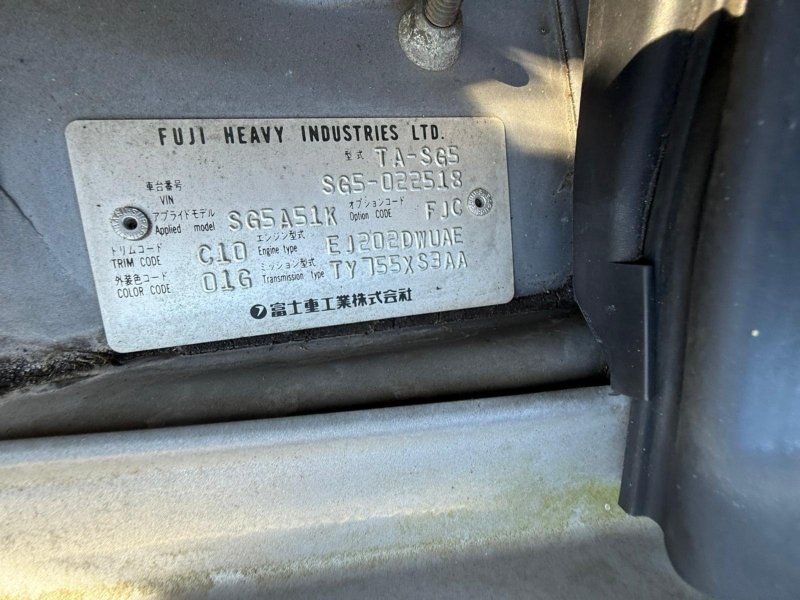 FUJI HEAVY INDUSTRIES LTD.
型式 TA-SG5
車台番号 VIN SG5-022518
アプライドモデル Applied model SG5A51K オプションコード Option CODE FJC
トリムコード TRIM CODE C10 エンジン型式 Engine type EJ202DWUAE
外装色コード COLOR CODE 01G ミッション型式 Transmission type TY755XS3AA
富士重工業株式会社